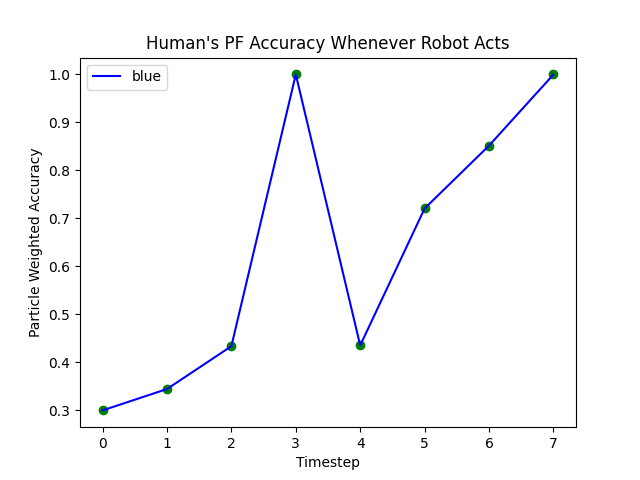 Human's PF Accuracy Whenever Robot Acts
blue
Particle Weighted Accuracy
1.0
0.9
0.8
0.7
0.6
0.5
0.4
0.3
0 1 2 3 4 5 6 7
Timestep